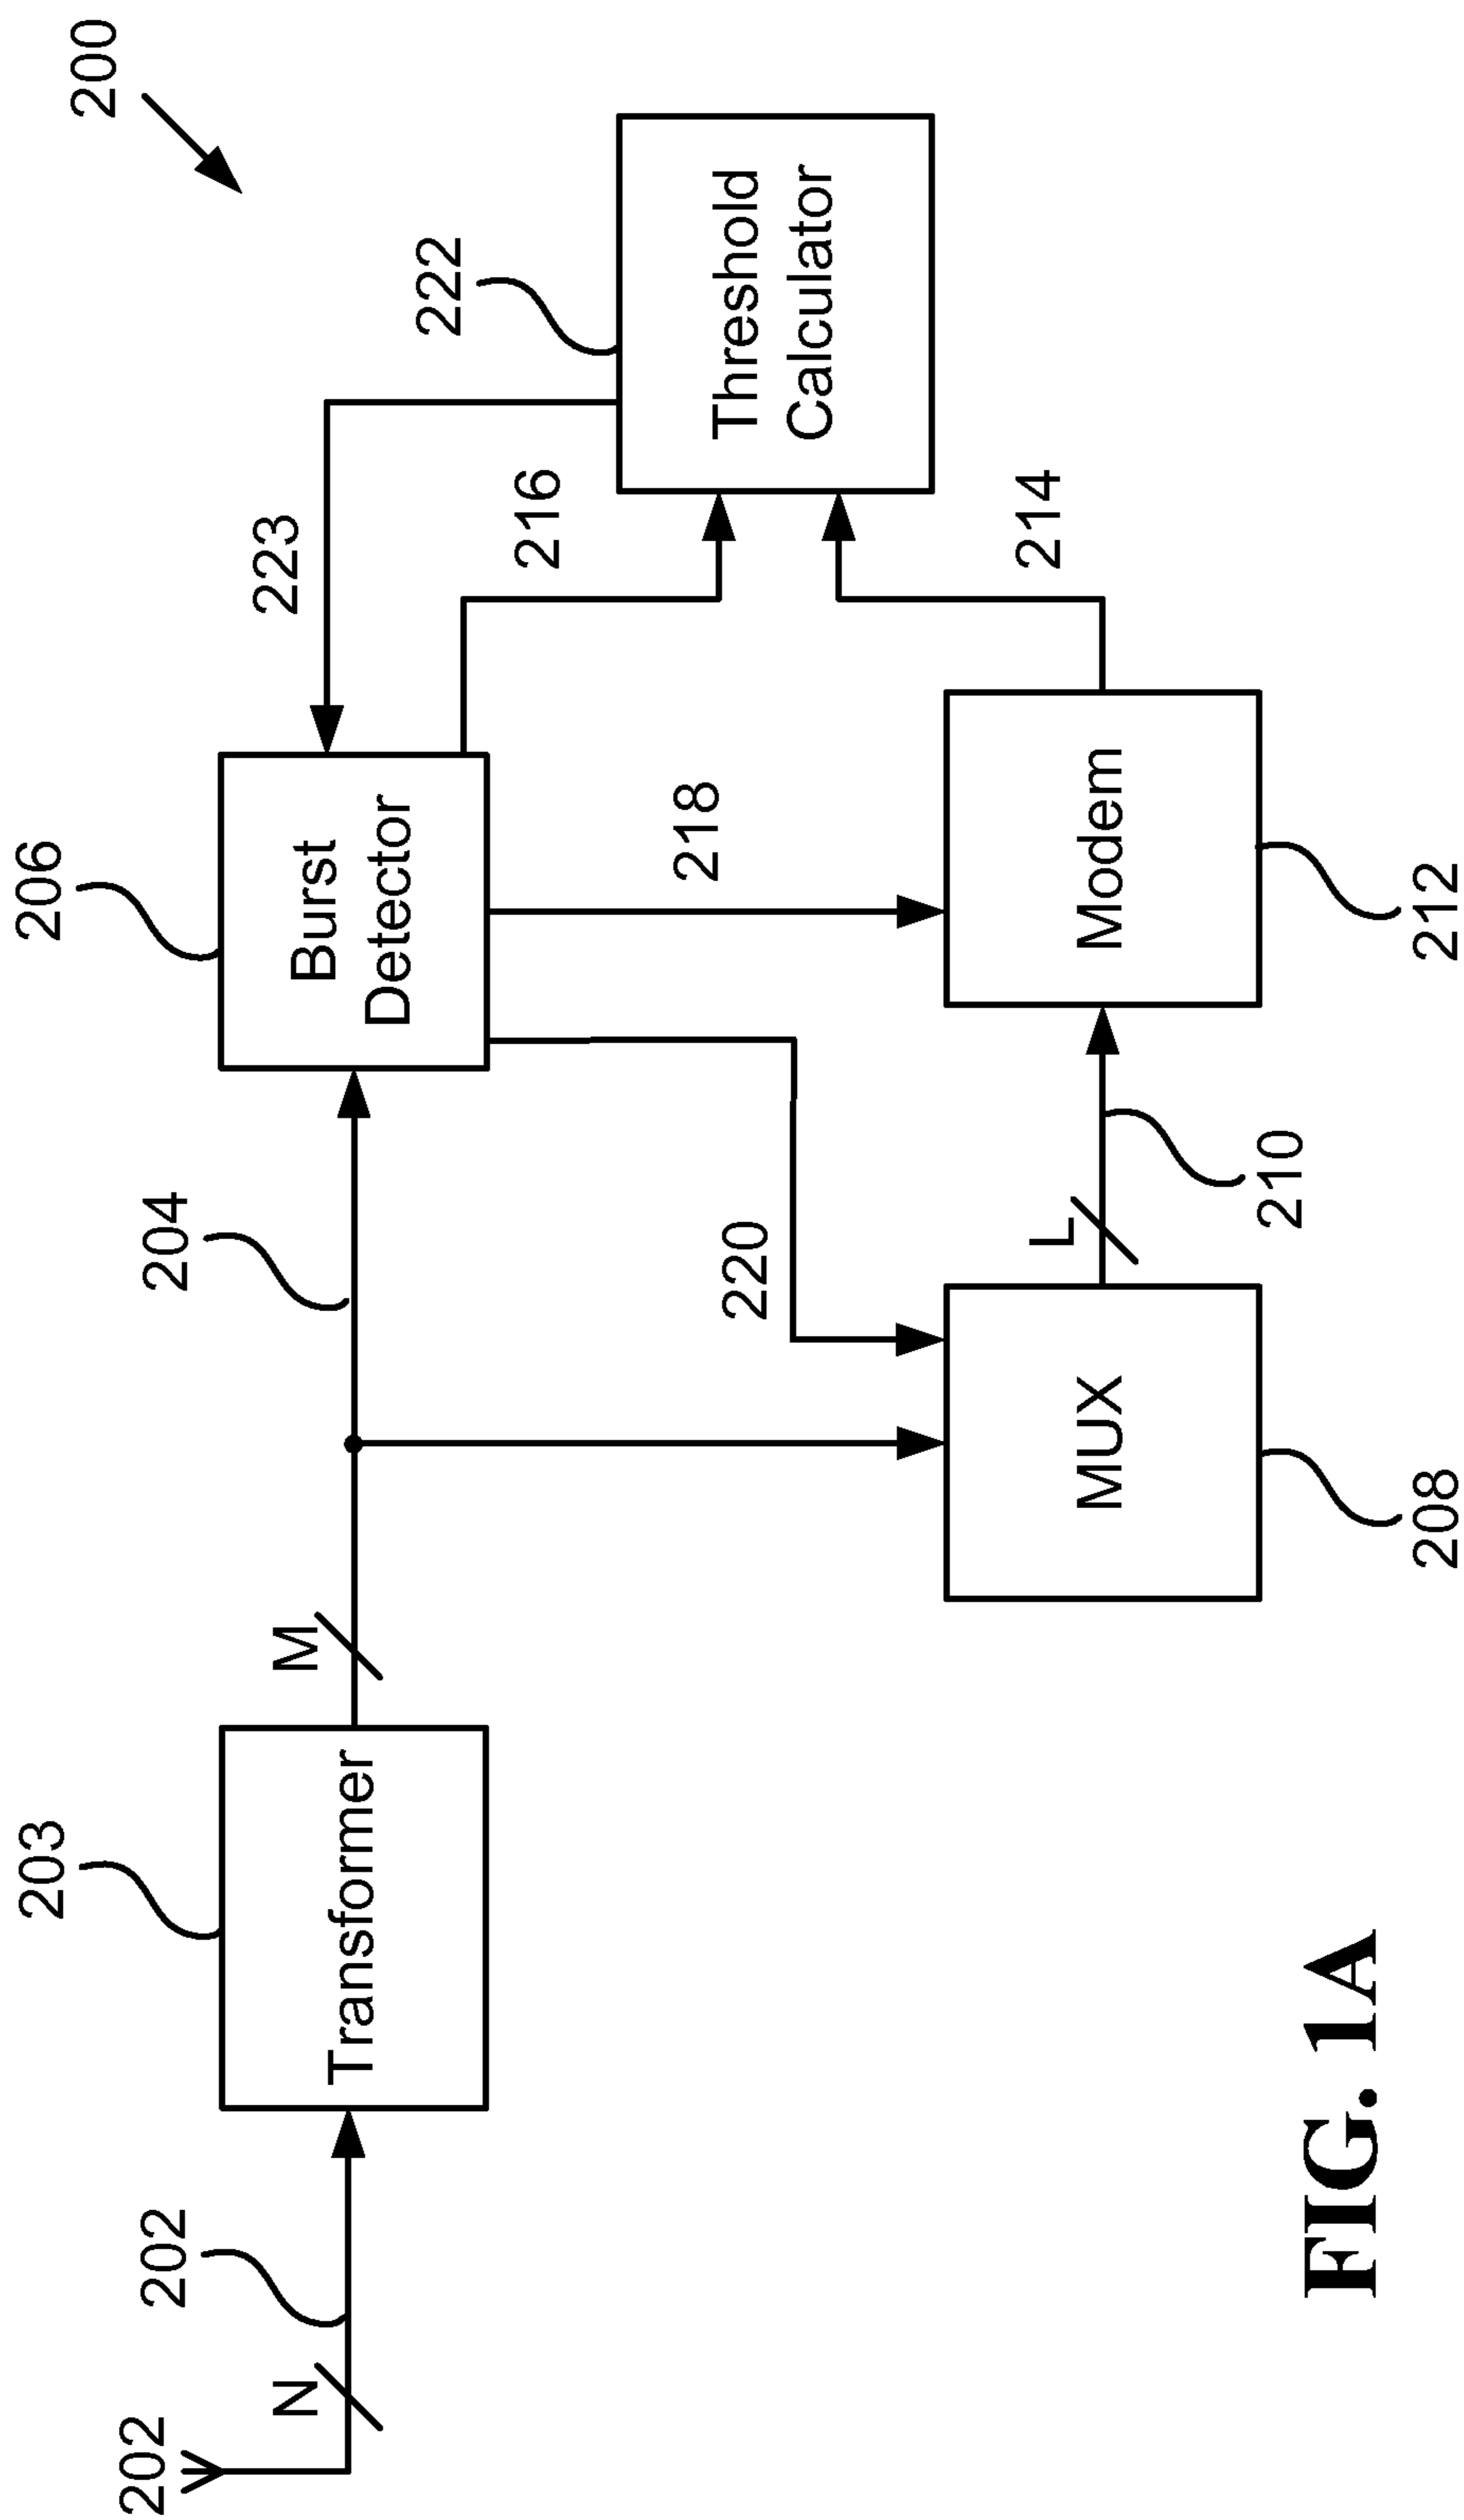 200
222
223
216
214
206
Burst
Detector
Threshold
Calculator
218
Modem
212
204
220
L
210
MUX
208
M
203
Transformer
202
N
202
FIG. 1A